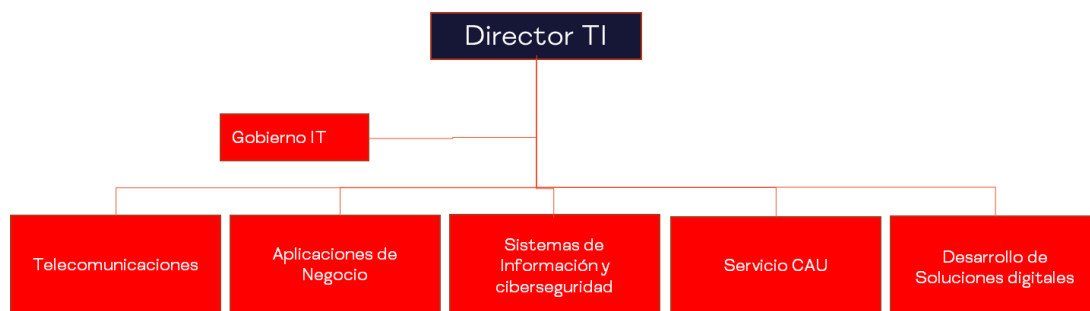 Director TI
Gobierno IT
Telecomunicaciones
Aplicaciones de
Negocio
Sistemas de
Información y
ciberseguridad
Servicio CAU
Desarrollo de
Soluciones digitales